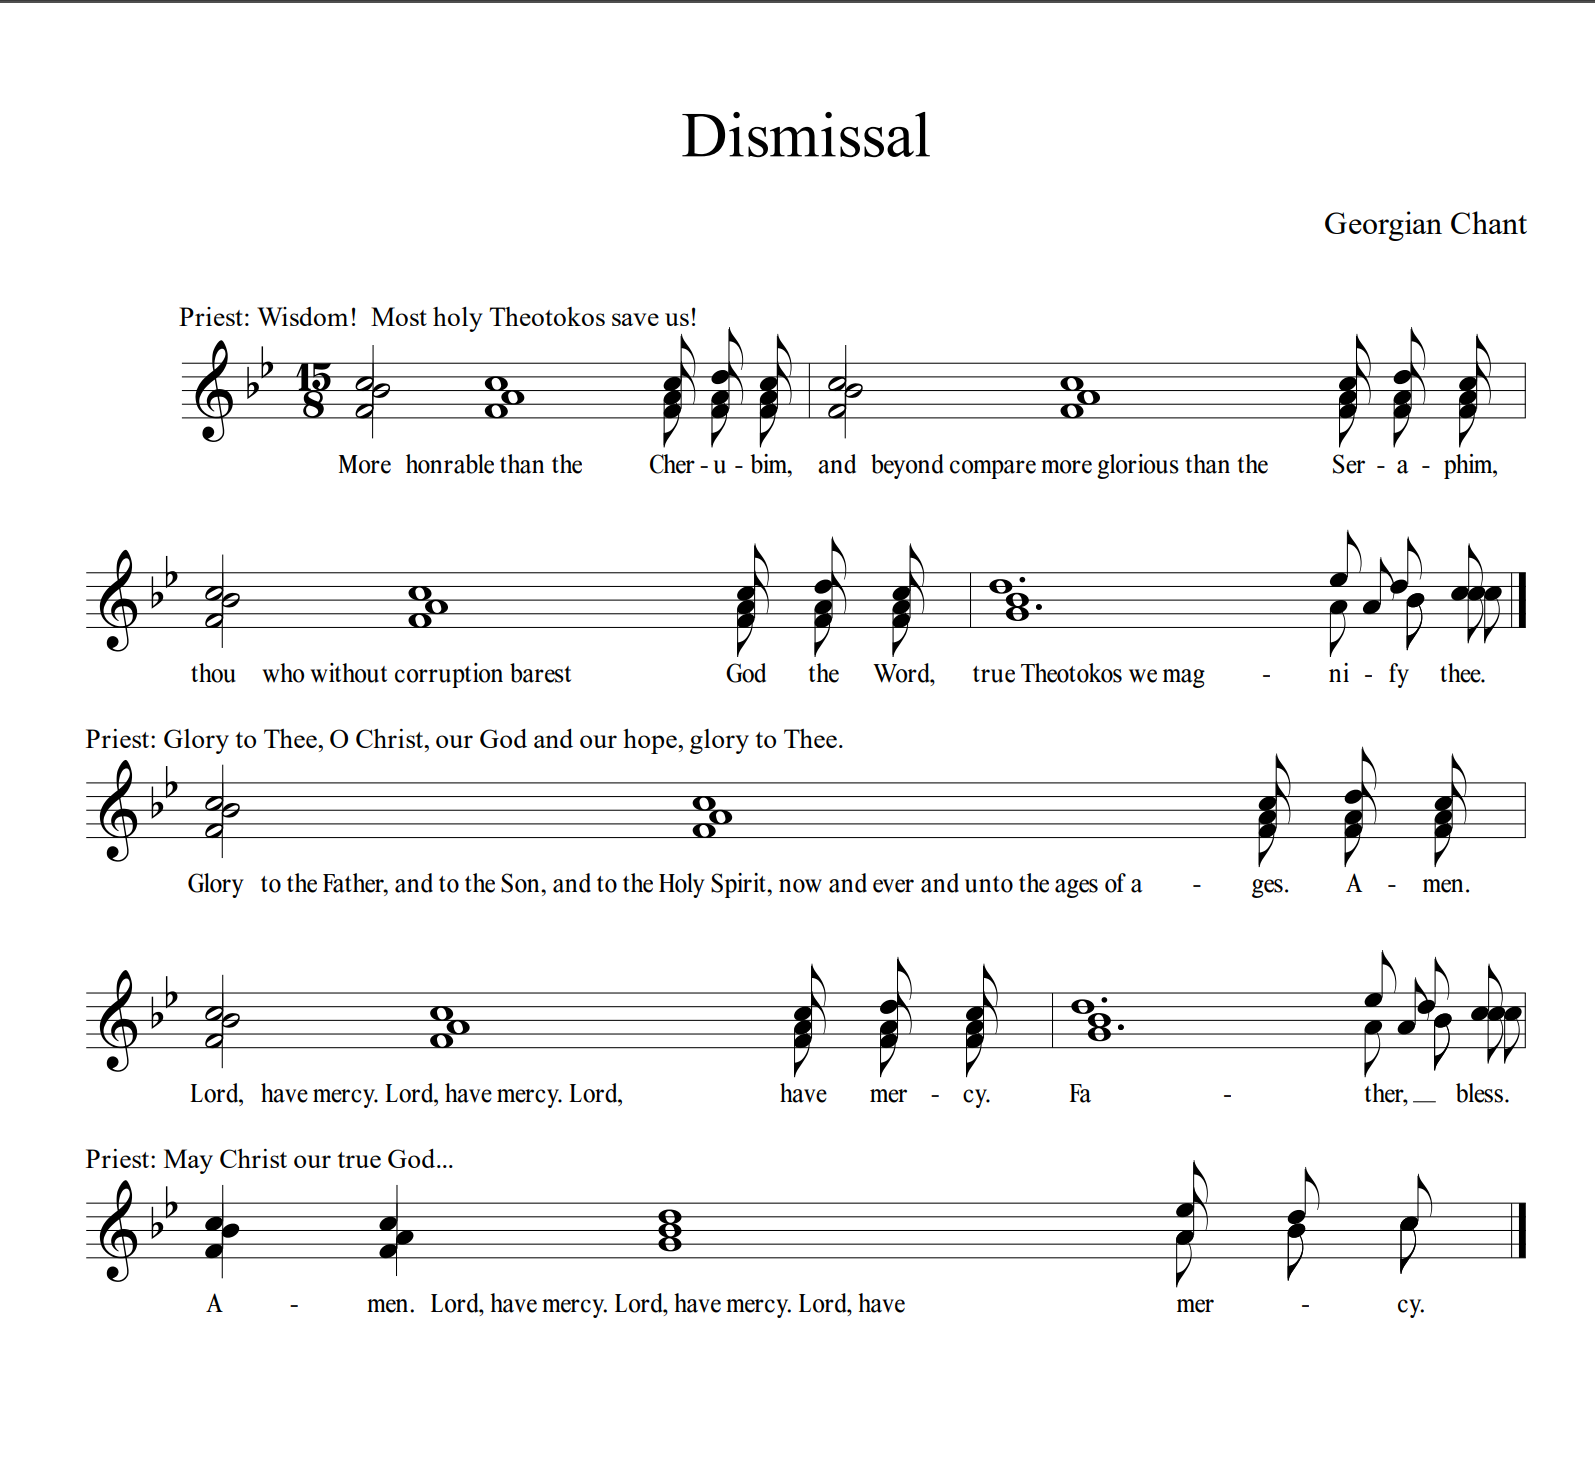 Dismissal
Georgian Chant
Priest: Wisdom!  Most holy Theotokos save us!
15
8
More honrable than the Cher - u - bim, and beyond compare more glorious than the Ser - a - phim,
thou who without corruption barest God the Word, true Theotokos we mag - ni - fy thee.
Priest: Glory to Thee, O Christ, our God and our hope, glory to Thee.
Glory to the Father, and to the Son, and to the Holy Spirit, now and ever and unto the ages of a - ges. A - men.
Lord, have mercy. Lord, have mercy. Lord, have mer - cy. Fa - ther, __ bless.
Priest: May Christ our true God...
A - men. Lord, have mercy. Lord, have mercy. Lord, have mer - cy.